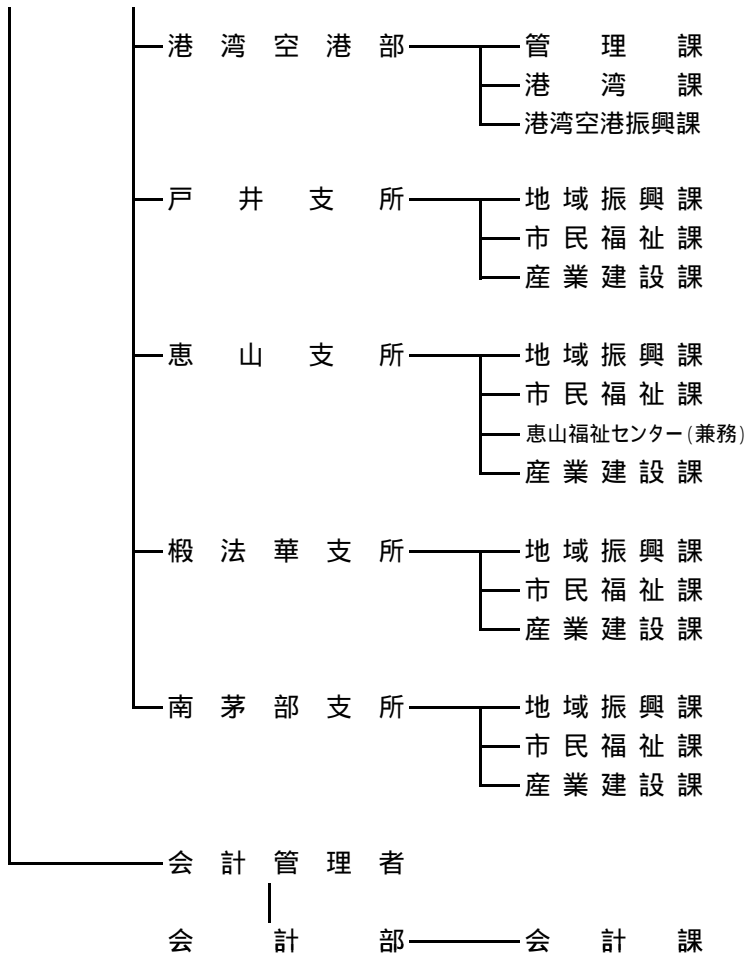 港湾空港部 管理課
港湾課
港湾空港振興課
戸井支所 地域振興課
市民福祉課
産業建設課
恵山支所 地域振興課
市民福祉課
恵山福祉センター(兼務)
産業建設課
椴法華支所 地域振興課
市民福祉課
産業建設課
南茅部支所 地域振興課
市民福祉課
産業建設課
会計管理者
会計部 会計課